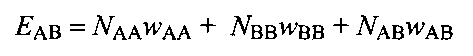 E_AB = N_AA w_AA + N_BB w_BB + N_AB w_AB